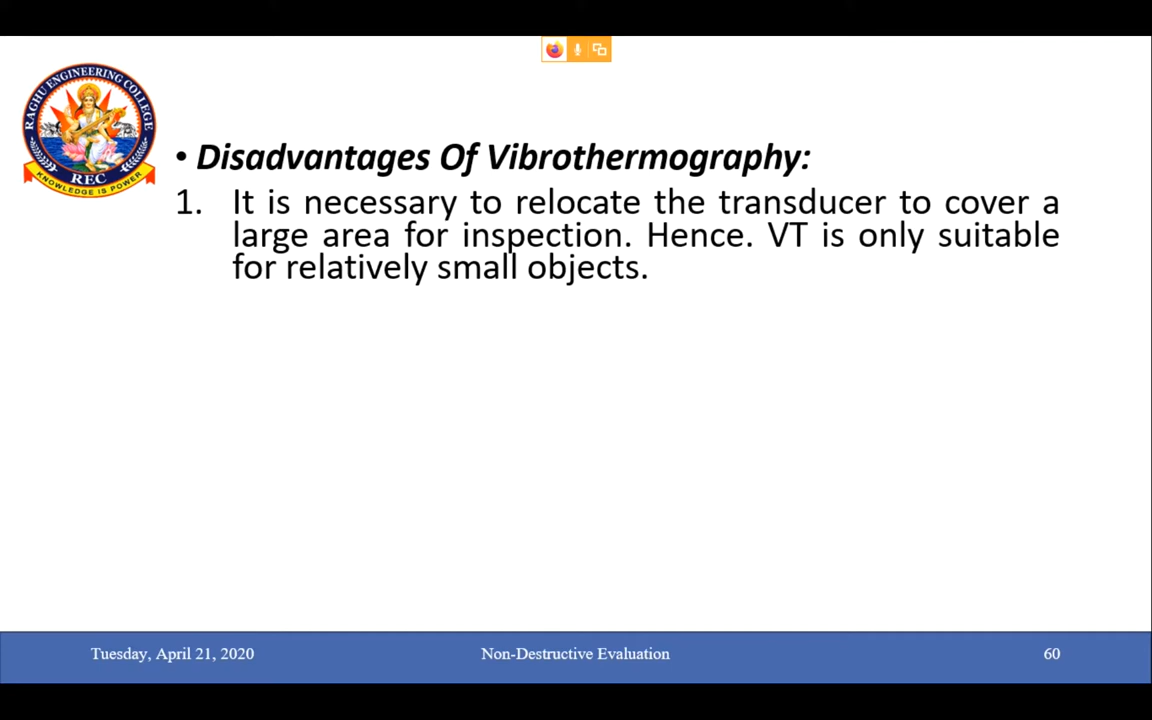 RAGHU ENGINEERING COLLEGE
REC
KNOWLEDGE IS POWER
• Disadvantages Of Vibrothermography:
1. It is necessary to relocate the transducer to cover a
large area for inspection. Hence. VT is only suitable
for relatively small objects.
Tuesday, April 21, 2020 Non-Destructive Evaluation 60